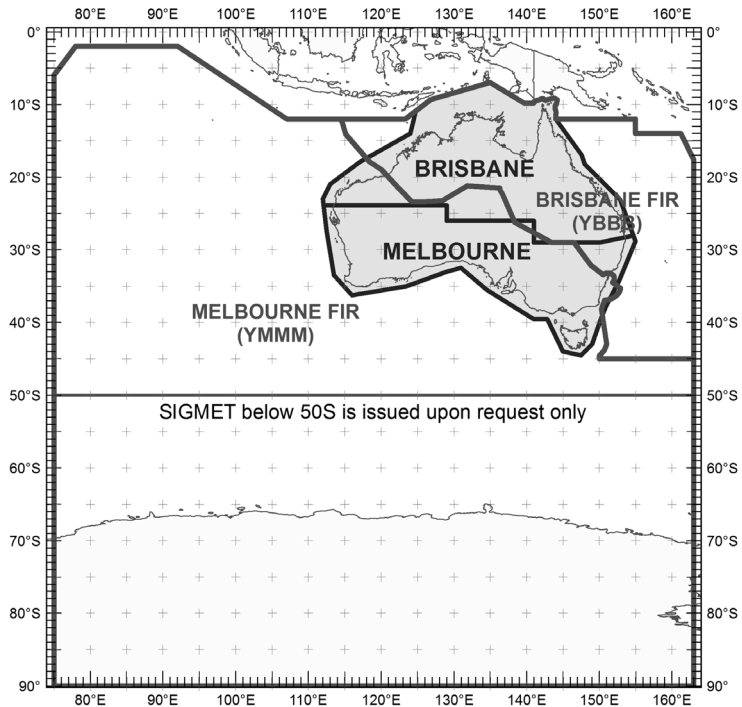 80°E 90°E 100°E 110°E 120°E 130°E 140°E 150°E 160°E
0° 0°
10°S 10°S
BRISBANE
20°S 20°S
BRISBANE FIR
(YBBB)
30°S 30°S
MELBOURNE
MELBOURNE FIR
(YMMM)
40°S 40°S
50°S 50°S
SIGMET below 50S is issued upon request only
60°S 60°S
70°S 70°S
80°S 80°S
90° 90°
80°E 90°E 100°E 110°E 120°E 130°E 140°E 150°E 160°E